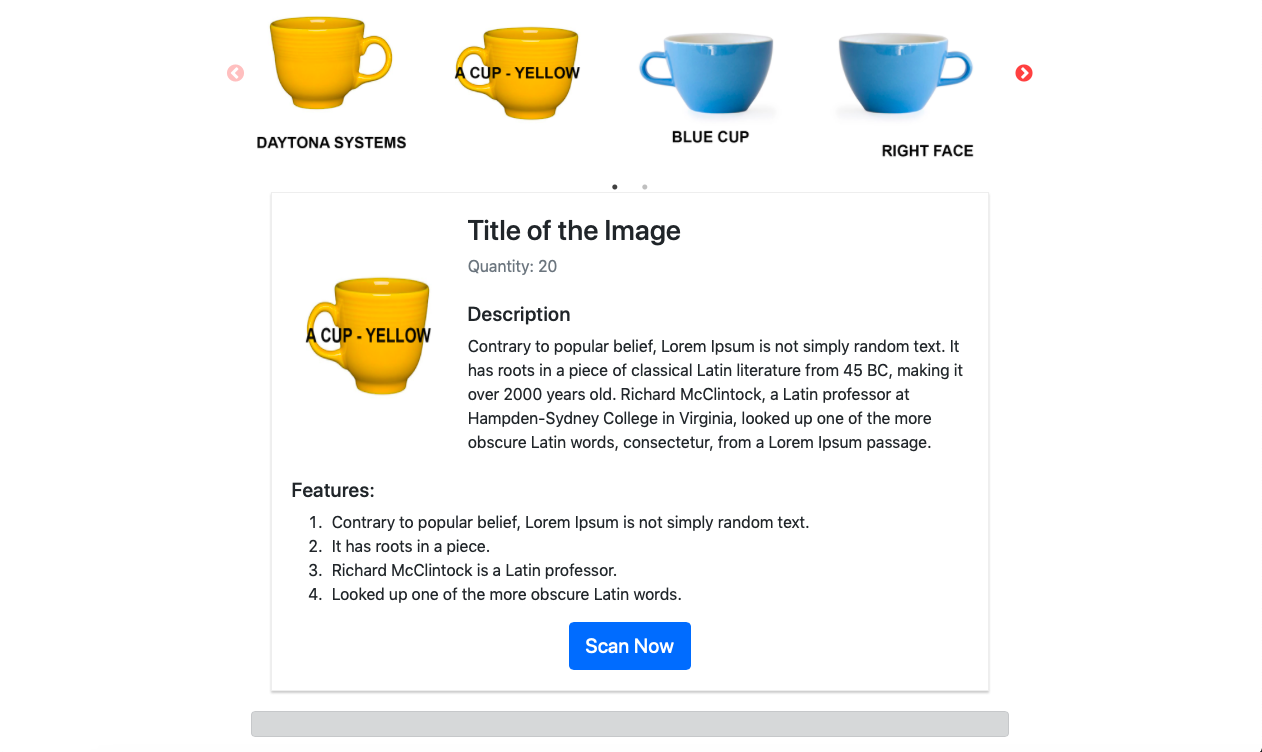 A CUP - YELLOW
BLUE CUP
DAYTONA SYSTEMS
RIGHT FACE
Title of the Image
Quantity: 20
A CUP - YELLOW
Description
Contrary to popular belief, Lorem Ipsum is not simply random text. It
has roots in a piece of classical Latin literature from 45 BC, making it
over 2000 years old. Richard McClintock, a Latin professor at
Hampden-Sydney College in Virginia, looked up one of the more
obscure Latin words, consectetur, from a Lorem Ipsum passage.
Features:
1. Contrary to popular belief, Lorem Ipsum is not simply random text.
2. It has roots in a piece.
3. Richard McClintock is a Latin professor.
4. Looked up one of the more obscure Latin words.
Scan Now